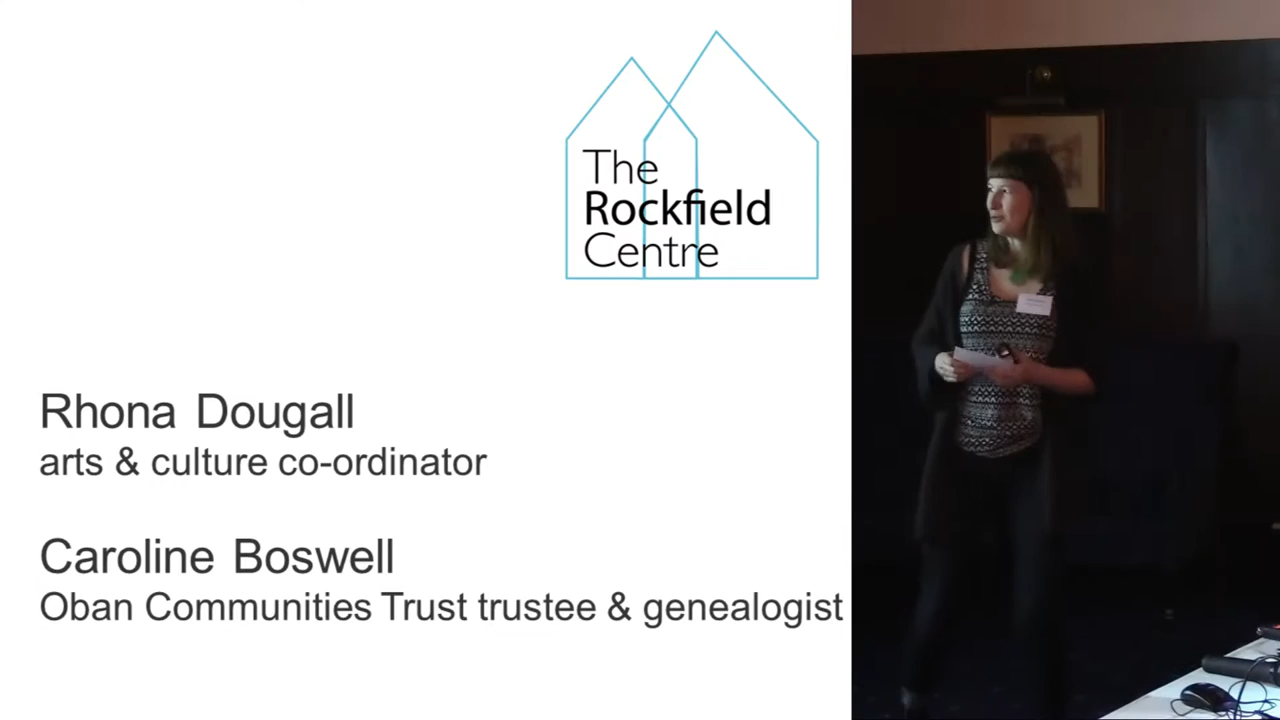 The
Rockfield
Centre
Rhona Dougall
arts & culture co-ordinator
Caroline Boswell
Oban Communities Trust trustee & genealogist